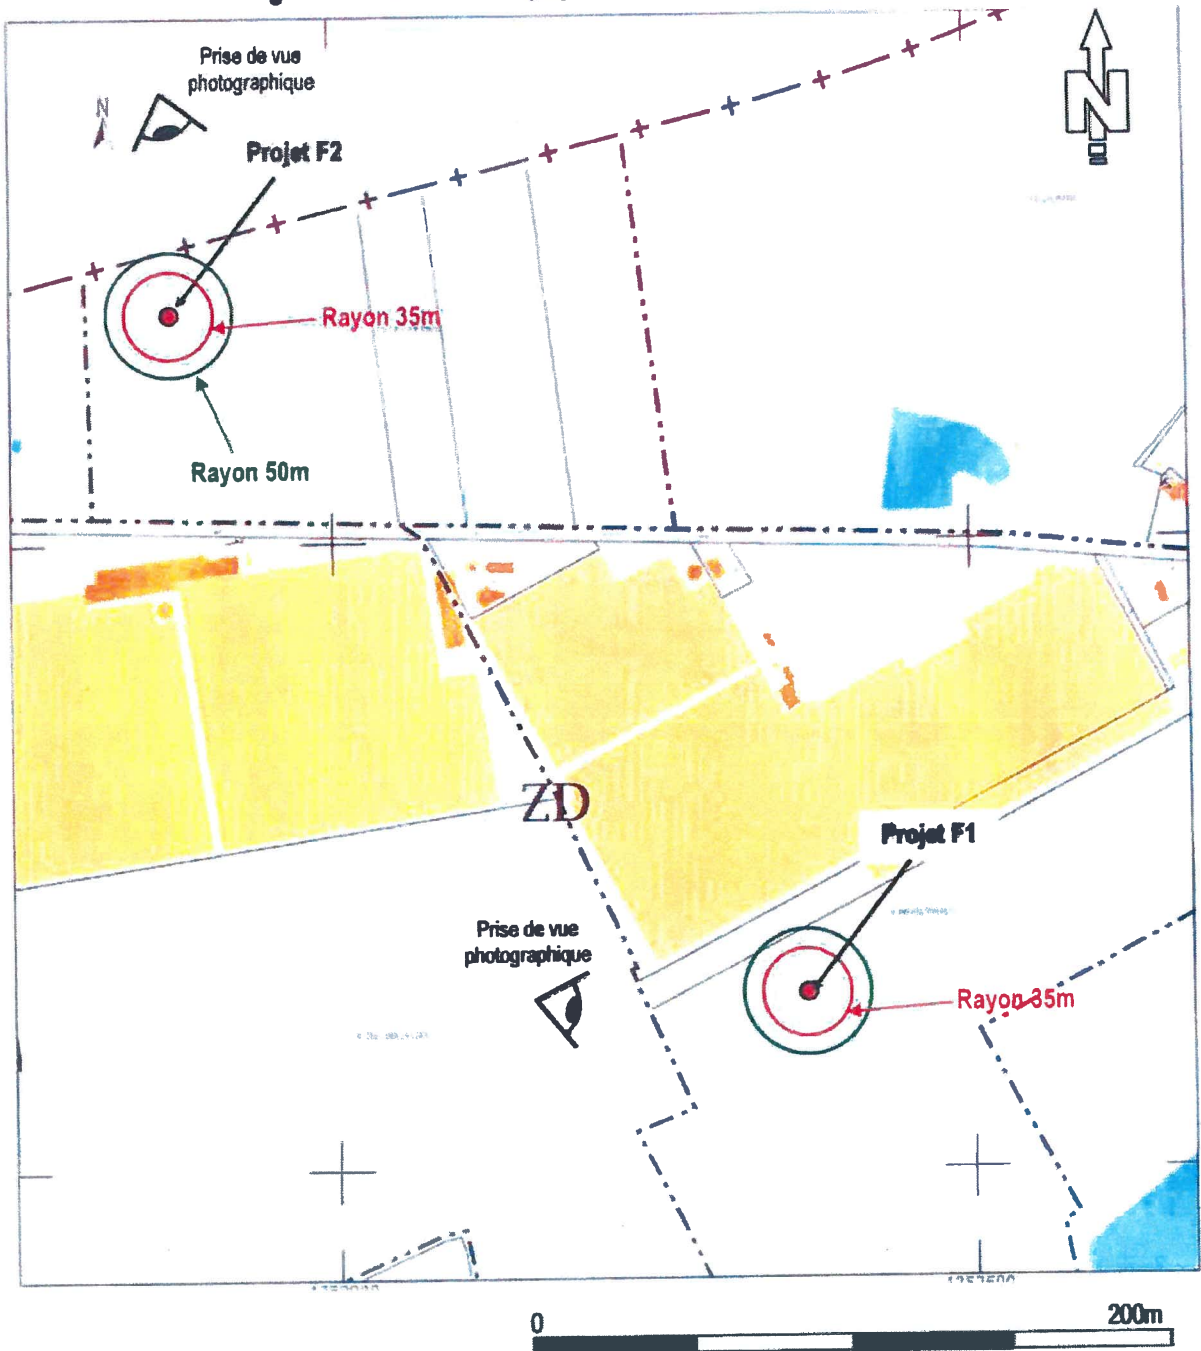 Prise de vue
photographique
N
N
Projet F2
Rayon 35m
Rayon 50m
ZD
Projet F1
Prise de vue
photographique
Rayon 35m
0
200m